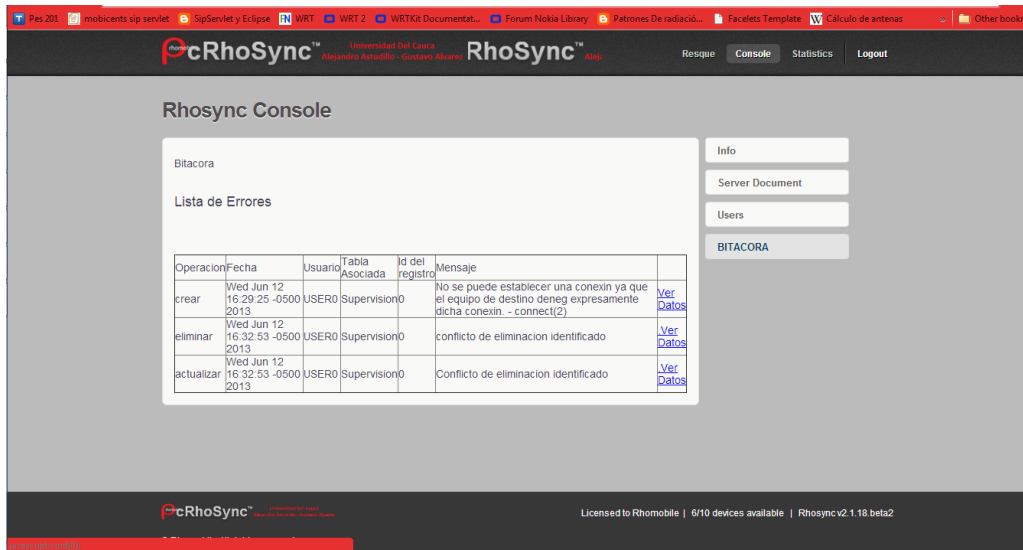 Pes 201 mobicents sip servlet SipServlet y Eclipse WRT WRT 2 WRTKit Documentat... Forum Nokia Library Patrones De radiació... Facelets Template Cálculo de antenas » Other bookr
cRhoSync™ Universidad Del Cauca RhoSync™ Resque Console Statistics Logout
Alejandro Astudillo - Gustavo Alvares Alej
Rhosync Console
Bitacora
Lista de Errores
Operacion Fecha Usuario Tabla Asociada Id del registro Mensaje
crear Wed Jun 12 16:29:25 -0500 2013 USER0 Supervision 0 No se puede establecer una conexin ya que el equipo de destino deneg expresamente dicha conexin. - connect(2) Ver Datos
eliminar Wed Jun 12 16:32:53 -0500 2013 USER0 Supervision 0 conflicto de eliminacion identificado .Ver Datos
actualizar Wed Jun 12 16:32:53 -0500 2013 USER0 Supervision 0 Conflicto de eliminacion identificado .Ver Datos
Info
Server Document
Users
BITACORA
cRhoSync™ Licensed to Rhomobile | 6/10 devices available | Rhosync v2.1.18.beta2